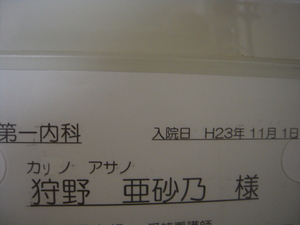 第一内科 入院日 H23年11月1日
カリノ アサノ
狩野 亜砂乃 様